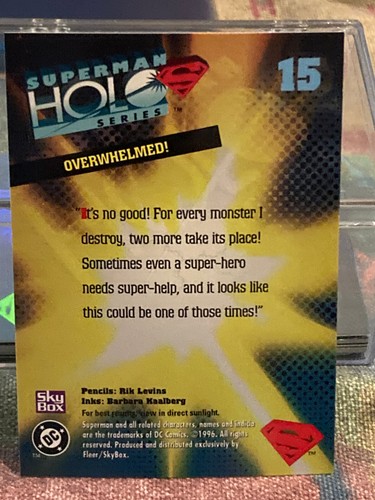 SUPERMAN
HOLO
SERIES
TM
15
OVERWHELMED!
"It's no good! For every monster I
destroy, two more take its place!
Sometimes even a super-hero
needs super-help, and it looks like
this could be one of those times!"
Pencils: Rik Levins
Inks: Barbara Kaalberg
For best results, view in direct sunlight.
Superman and all related characters, names and indicia
are the trademarks of DC Comics. ©1996. All rights
reserved. Produced and distributed exclusively by
Fleer/SkyBox.
Sky
Box
DC
TM
TM